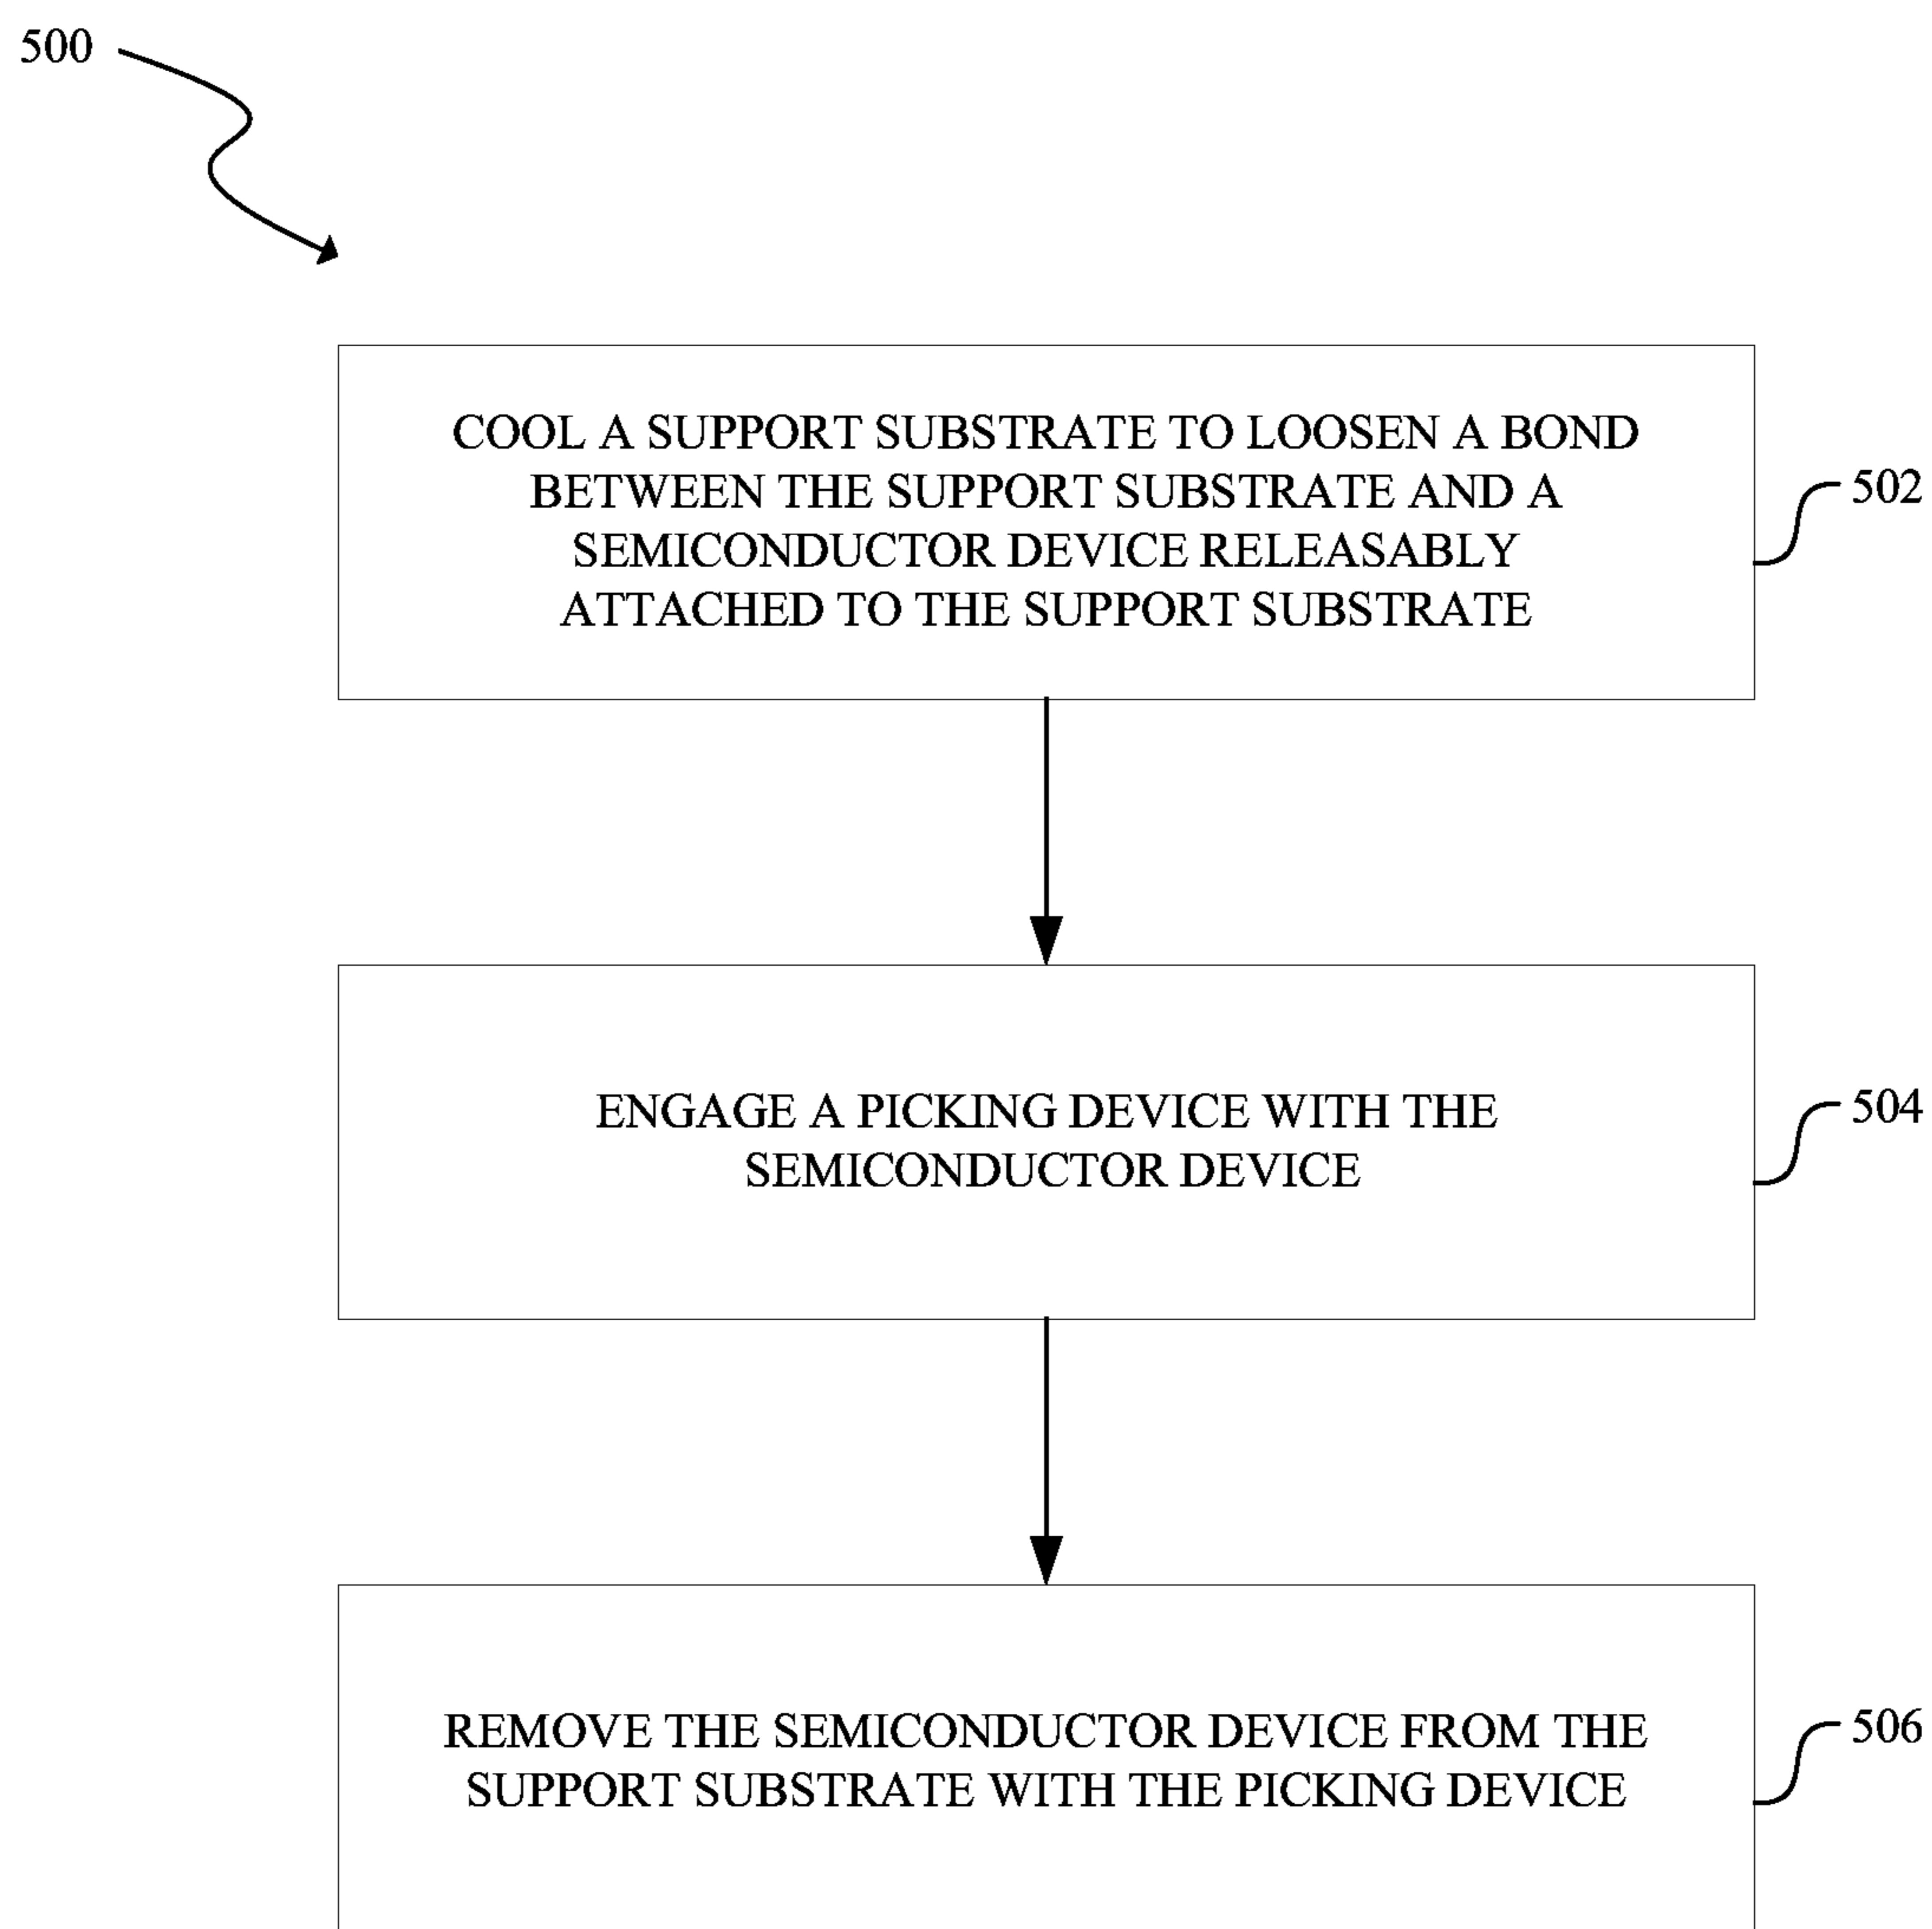 500
COOL A SUPPORT SUBSTRATE TO LOOSEN A BOND
BETWEEN THE SUPPORT SUBSTRATE AND A
SEMICONDUCTOR DEVICE RELEASABLY
ATTACHED TO THE SUPPORT SUBSTRATE
502
ENGAGE A PICKING DEVICE WITH THE
SEMICONDUCTOR DEVICE
504
REMOVE THE SEMICONDUCTOR DEVICE FROM THE
SUPPORT SUBSTRATE WITH THE PICKING DEVICE
506